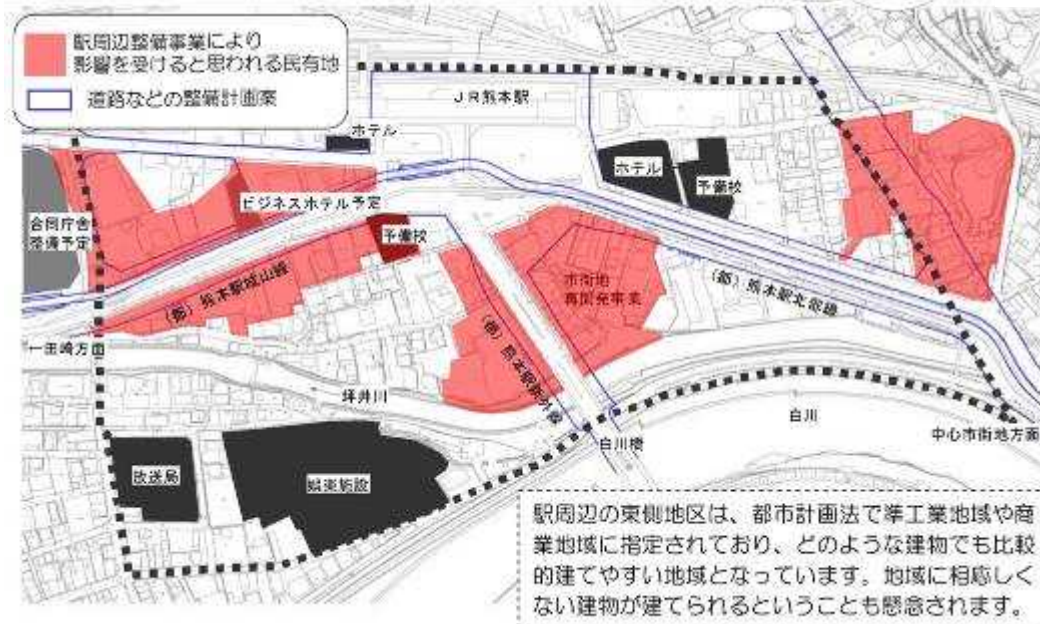 駅周辺整備事業により
影響を受けると思われる民有地
道路などの整備計画案
JR熊本駅
ホテル
ホテル
予備校
ビジネスホテル予定
合同庁舎
整備予定
予備校
市街地
再開発事業
(都)熊本駅城山線
(都)熊本駅北部線
(都)熊本駅新外線
田崎方面
坪井川
白川橋
白川
中心市街地方面
放送局
娯楽施設
駅周辺の東側地区は、都市計画法で準工業地域や商
業地域に指定されており、どのような建物でも比較
的建てやすい地域となっています。地域に相応しく
ない建物が建てられるということも懸念されます。